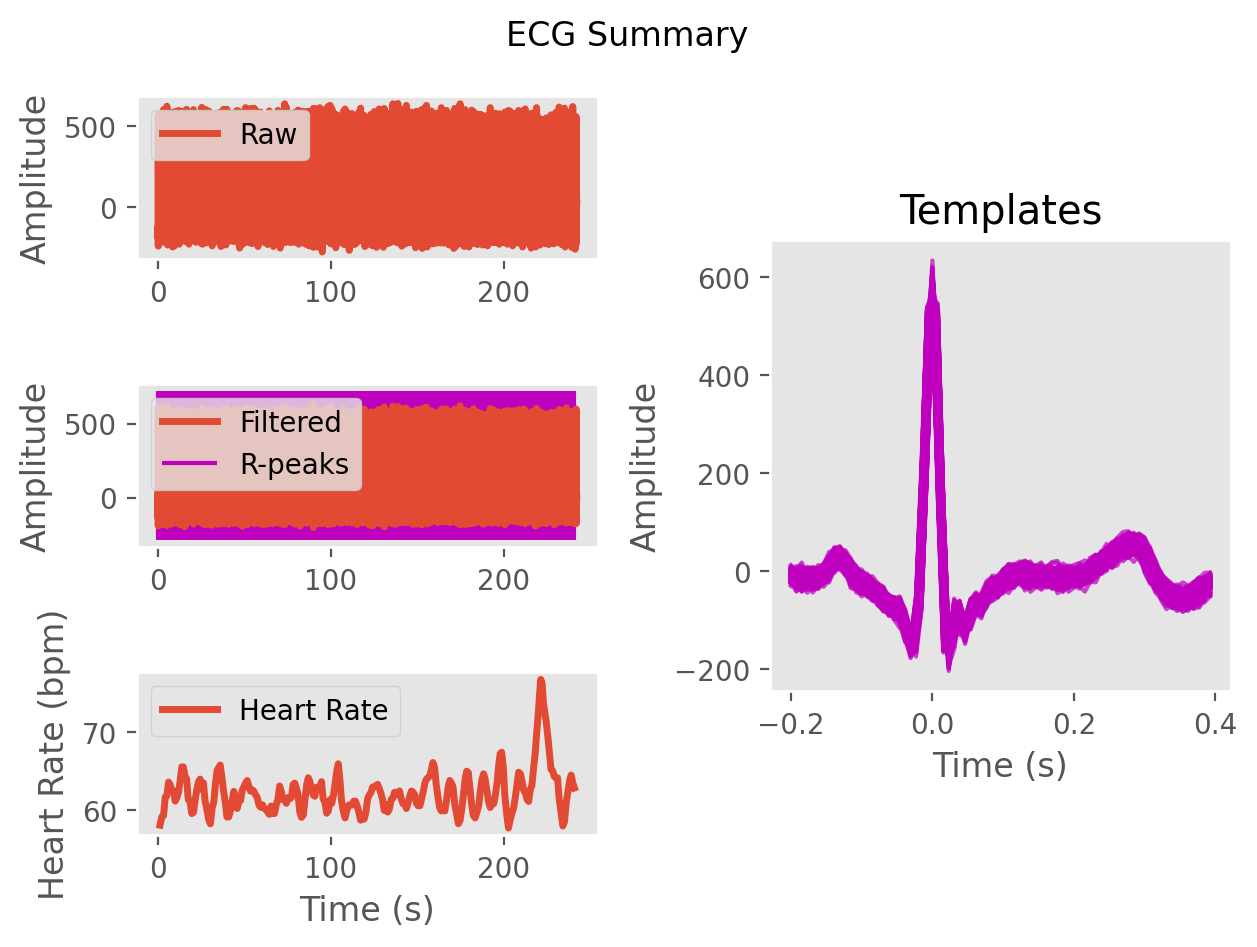 ECG Summary
Amplitude
500
0
Raw
0
100
200
Amplitude
500
0
Filtered
R-peaks
0
100
200
Heart Rate (bpm)
70
60
Heart Rate
0
100
200
Time (s)
Templates
Amplitude
600
400
200
0
−200
−0.2
0.0
0.2
0.4
Time (s)